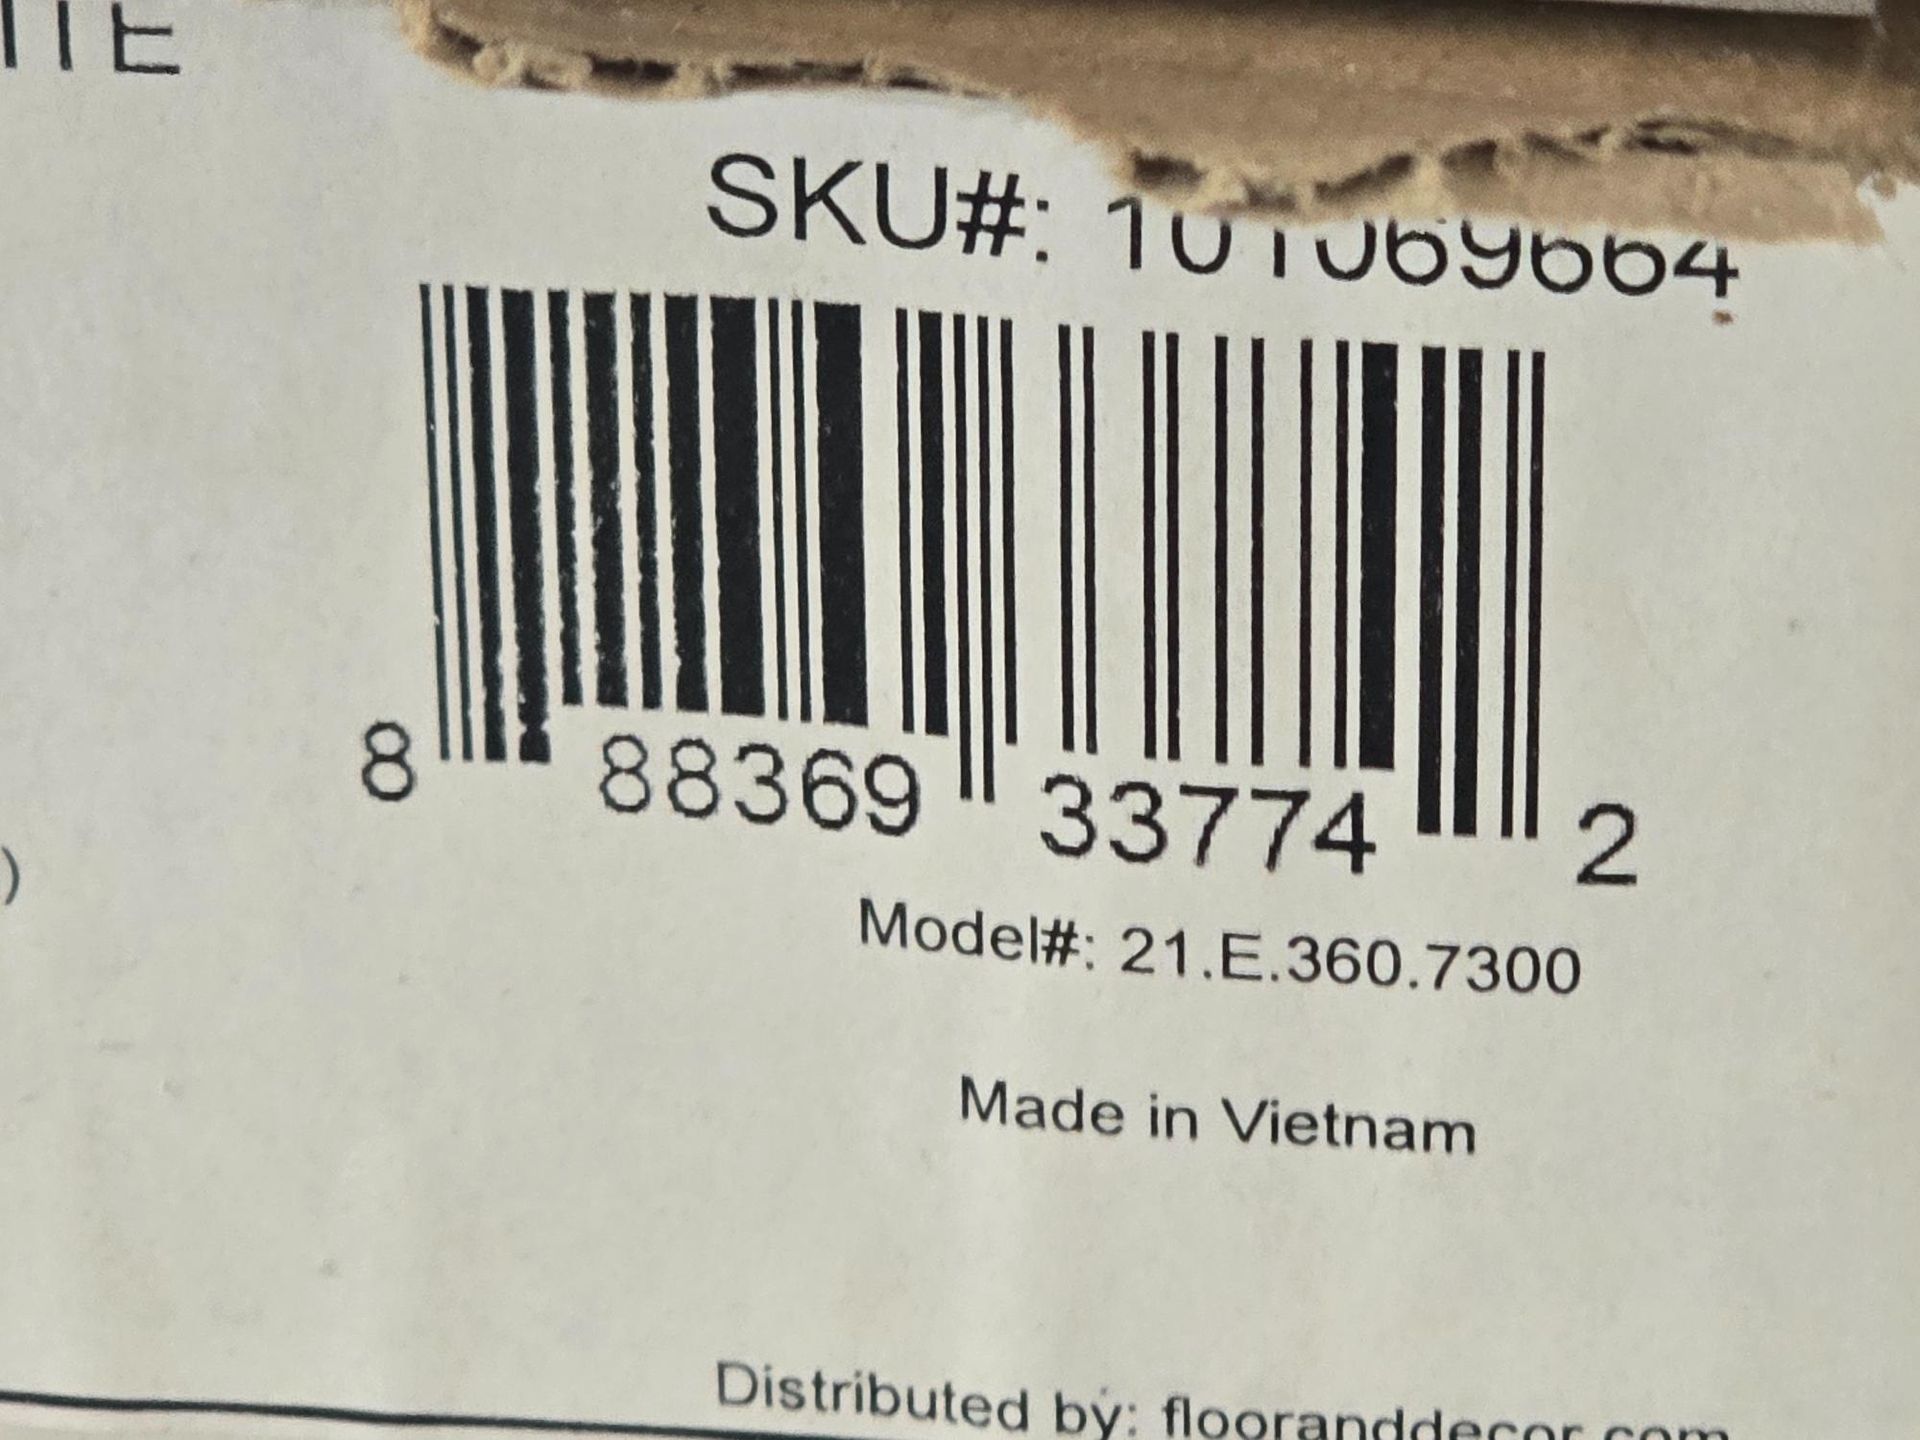 SKU#: 101069664
)
8 88369 33774 2
Model#: 21.E.360.7300
Made in Vietnam
Distributed by: flooranddecor.com